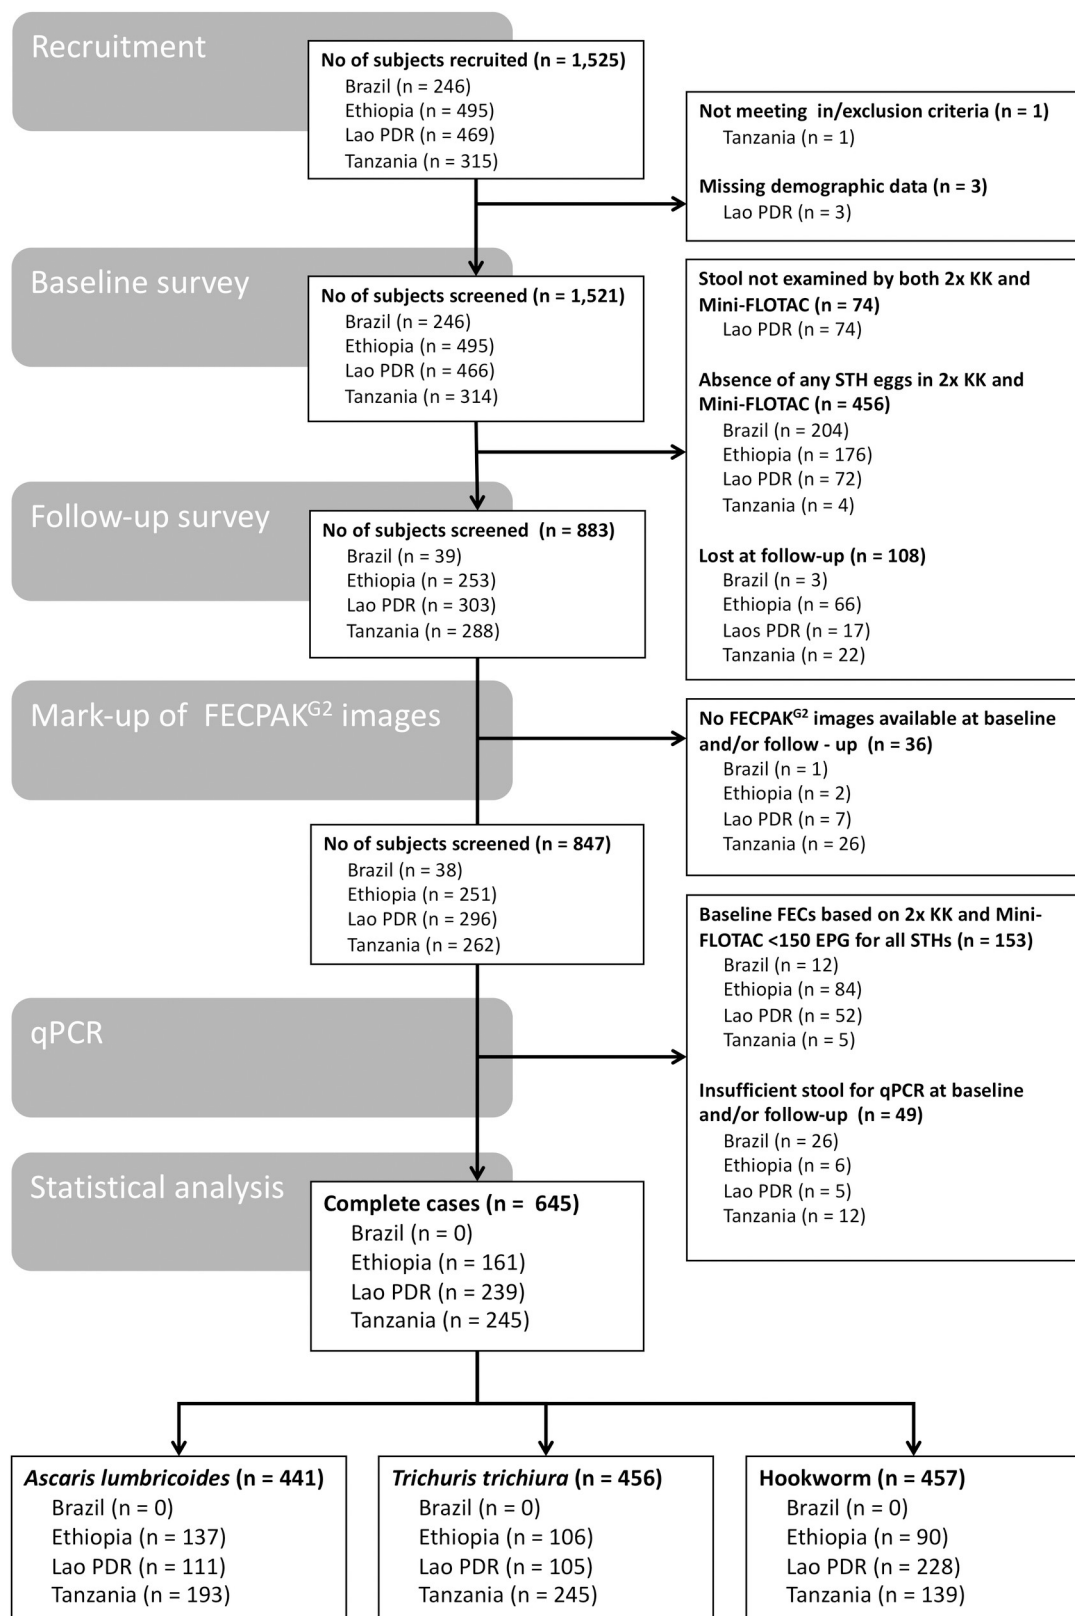 Recruitment
No of subjects recruited (n = 1,525)
Brazil (n = 246)
Ethiopia (n = 495)
Lao PDR (n = 469)
Tanzania (n = 315)
Not meeting in/exclusion criteria (n = 1)
Tanzania (n = 1)
Missing demographic data (n = 3)
Lao PDR (n = 3)
Baseline survey
No of subjects screened (n = 1,521)
Brazil (n = 246)
Ethiopia (n = 495)
Lao PDR (n = 466)
Tanzania (n = 314)
Stool not examined by both 2x KK and
Mini-FLOTAC (n = 74)
Lao PDR (n = 74)
Absence of any STH eggs in 2x KK and
Mini-FLOTAC (n = 456)
Brazil (n = 204)
Ethiopia (n = 176)
Lao PDR (n = 72)
Tanzania (n = 4)
Lost at follow-up (n = 108)
Brazil (n = 3)
Ethiopia (n = 66)
Laos PDR (n = 17)
Tanzania (n = 22)
Follow-up survey
No of subjects screened (n = 883)
Brazil (n = 39)
Ethiopia (n = 253)
Lao PDR (n = 303)
Tanzania (n = 288)
Mark-up of FECPAKG2 images
No FECPAKG2 images available at baseline
and/or follow - up (n = 36)
Brazil (n = 1)
Ethiopia (n = 2)
Lao PDR (n = 7)
Tanzania (n = 26)
No of subjects screened (n = 847)
Brazil (n = 38)
Ethiopia (n = 251)
Lao PDR (n = 296)
Tanzania (n = 262)
Baseline FECs based on 2x KK and Mini-
FLOTAC <150 EPG for all STHs (n = 153)
Brazil (n = 12)
Ethiopia (n = 84)
Lao PDR (n = 52)
Tanzania (n = 5)
Insufficient stool for qPCR at baseline
and/or follow-up (n = 49)
Brazil (n = 26)
Ethiopia (n = 6)
Lao PDR (n = 5)
Tanzania (n = 12)
qPCR
Statistical analysis
Complete cases (n = 645)
Brazil (n = 0)
Ethiopia (n = 161)
Lao PDR (n = 239)
Tanzania (n = 245)
Ascaris lumbricoides (n = 441)
Brazil (n = 0)
Ethiopia (n = 137)
Lao PDR (n = 111)
Tanzania (n = 193)
Trichuris trichiura (n = 456)
Brazil (n = 0)
Ethiopia (n = 106)
Lao PDR (n = 105)
Tanzania (n = 245)
Hookworm (n = 457)
Brazil (n = 0)
Ethiopia (n = 90)
Lao PDR (n = 228)
Tanzania (n = 139)